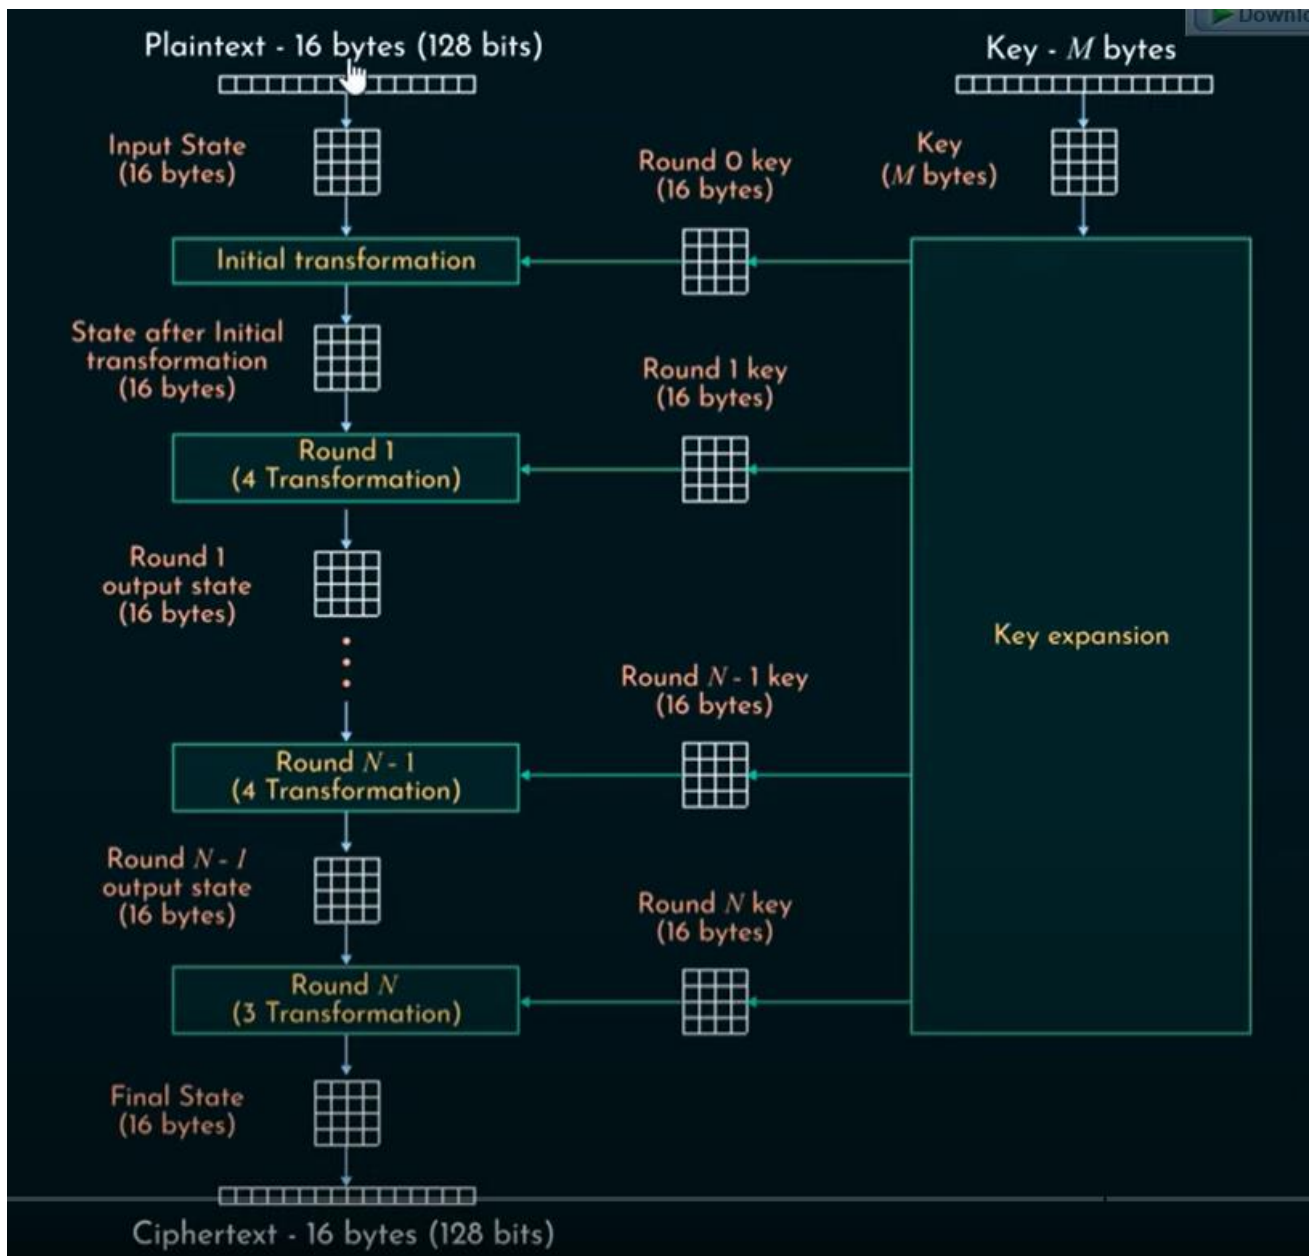 Downlo
Plaintext - 16 bytes (128 bits)
Key - M bytes
Input State
(16 bytes)
Key
(M bytes)
Round 0 key
(16 bytes)
Initial transformation
State after Initial
transformation
(16 bytes)
Round 1 key
(16 bytes)
Round 1
(4 Transformation)
Round 1
output state
(16 bytes)
Key expansion
Round N - 1 key
(16 bytes)
Round N - 1
(4 Transformation)
Round N - 1
output state
(16 bytes)
Round N key
(16 bytes)
Round N
(3 Transformation)
Final State
(16 bytes)
Ciphertext - 16 bytes (128 bits)